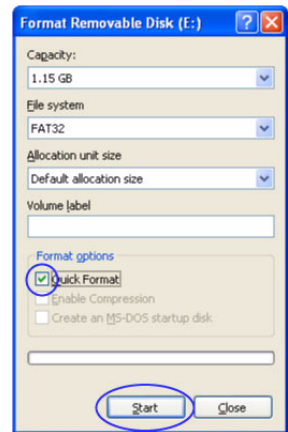 Format Removable Disk (E:)
Capacity:
1.15 GB
File system
FAT32
Allocation unit size
Default allocation size
Volume label
Format options
Quick Format
Enable Compression
Create an MS-DOS startup disk
Start Close